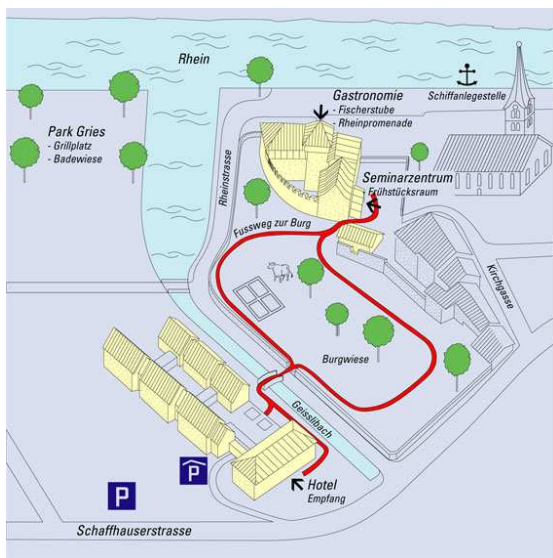 Rhein
Gastronomie
- Fischerstube
- Rheinpromenade
Schiffanlegestelle
Park Gries
- Grillplatz
- Badewiese
Rheinstrasse
Seminarzentrum
- Frühstücksraum
Fussweg zur Burg
Kirchgasse
Burgwiese
Geisslibach
P
P
Hotel
Empfang
Schaffhauserstrasse